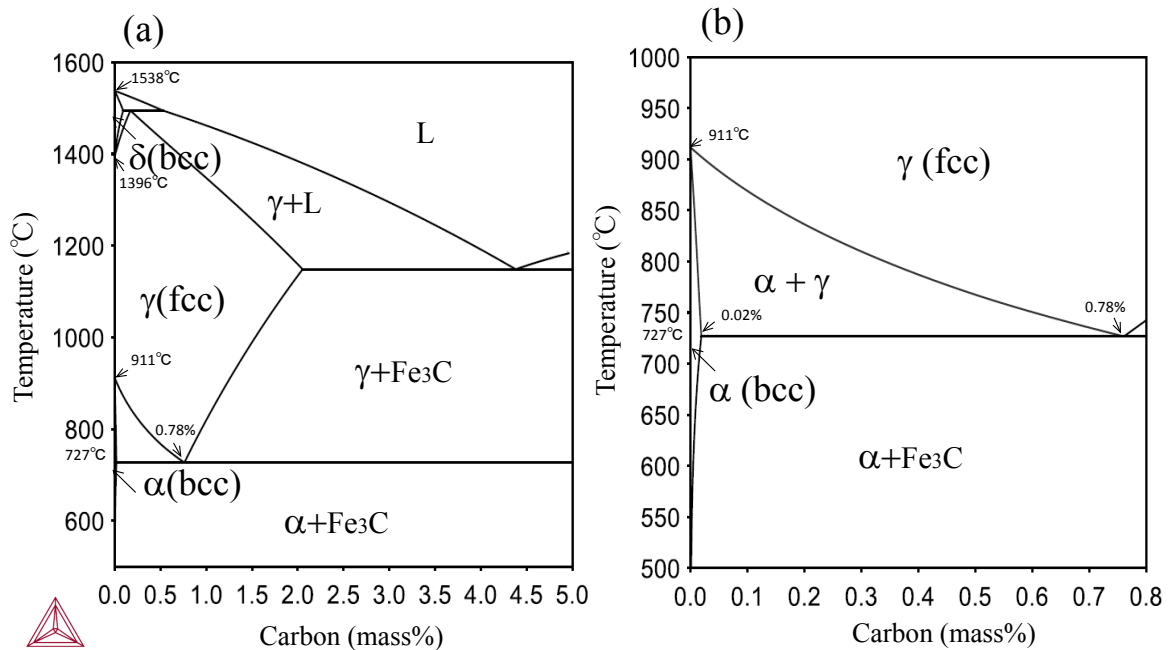 (a)
1600
1400
1200
1000
800
600
Temperature (℃)
1538℃
L
δ(bcc)
1396℃
γ+L
γ(fcc)
911℃
γ+Fe₃C
0.78%
727℃
α(bcc)
α+Fe₃C
0.0 0.5 1.0 1.5 2.0 2.5 3.0 3.5 4.0 4.5 5.0
Carbon (mass%)
(b)
1000
950
900
850
800
750
700
650
600
550
500
Temperature (℃)
911℃
γ (fcc)
α + γ
0.02%
0.78%
727℃
α (bcc)
α+Fe₃C
0.0 0.1 0.2 0.3 0.4 0.5 0.6 0.7 0.8
Carbon (mass%)